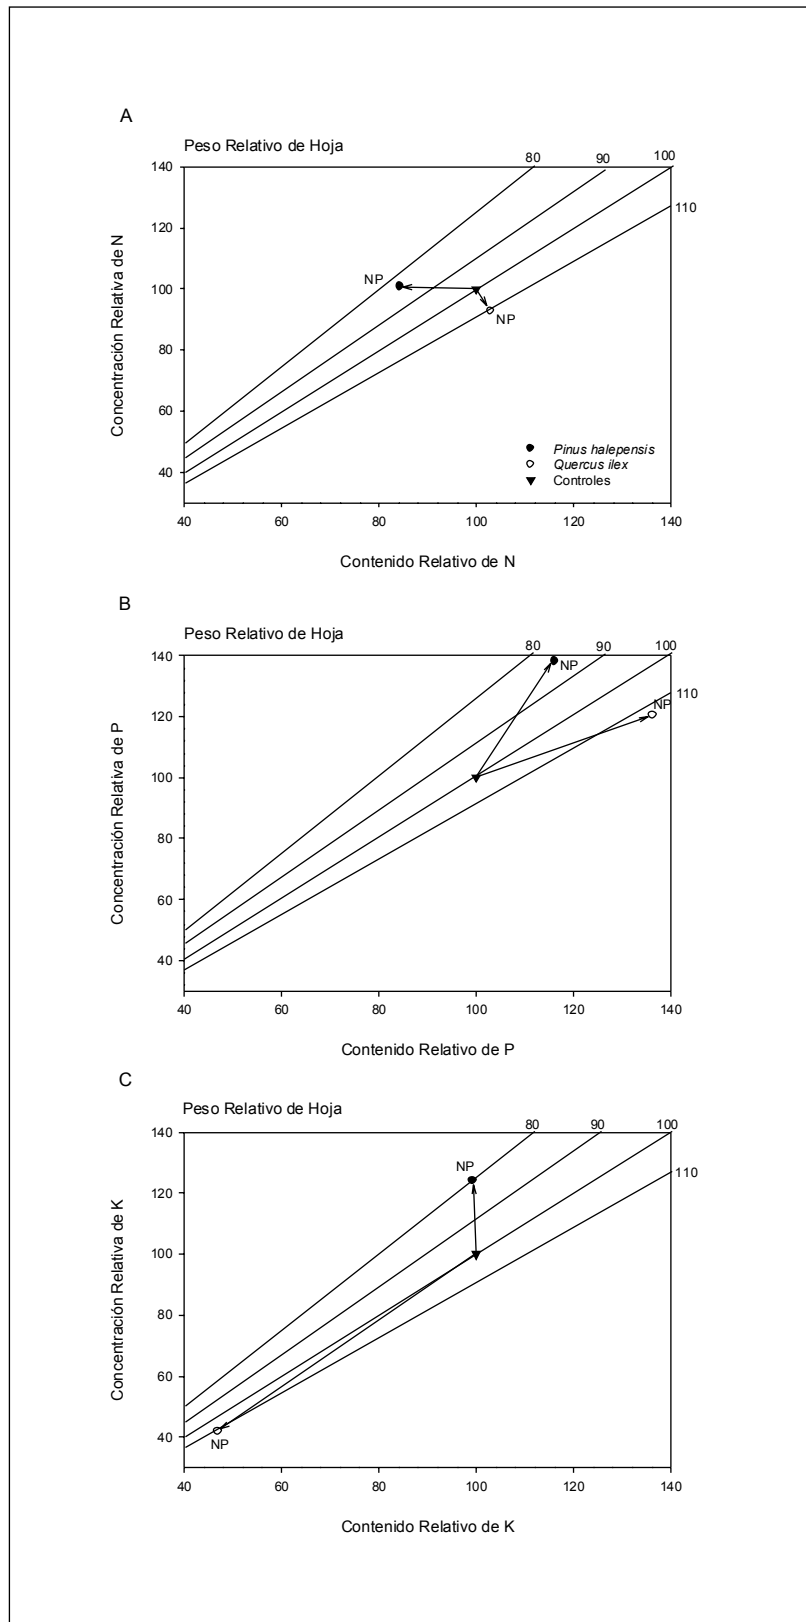 A
Peso Relativo de Hoja
80
90
100
110
140
120
100
80
60
40
Concentración Relativa de N
NP
NP
Pinus halepensis
Quercus ilex
Controles
40 60 80 100 120 140
Contenido Relativo de N
B
Peso Relativo de Hoja
80
90
100
110
140
120
100
80
60
40
Concentración Relativa de P
NP
NP
40 60 80 100 120 140
Contenido Relativo de P
C
Peso Relativo de Hoja
80
90
100
110
140
120
100
80
60
40
Concentración Relativa de K
NP
NP
40 60 80 100 120 140
Contenido Relativo de K